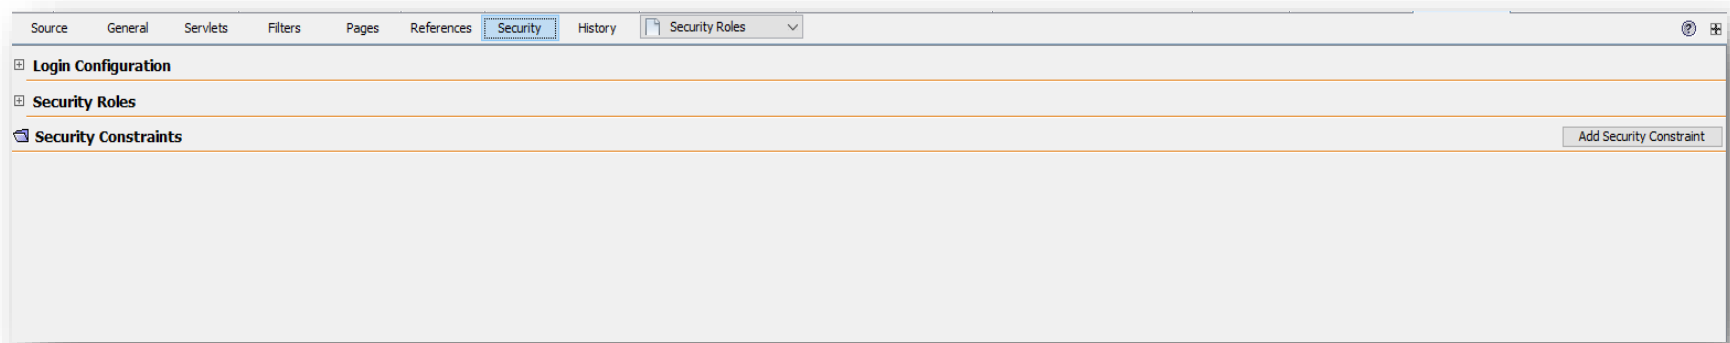 Source General Servlets Filters Pages References Security History Security Roles
Login Configuration
Security Roles
Security Constraints Add Security Constraint